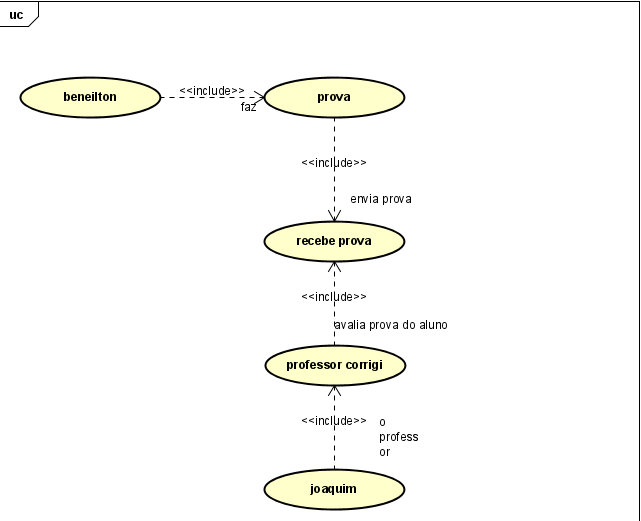 uc
beneilton
<<include>>
faz
prova
<<include>>
envia prova
recebe prova
<<include>>
avalia prova do aluno
professor corrigi
<<include>>
o
profess
or
joaquim